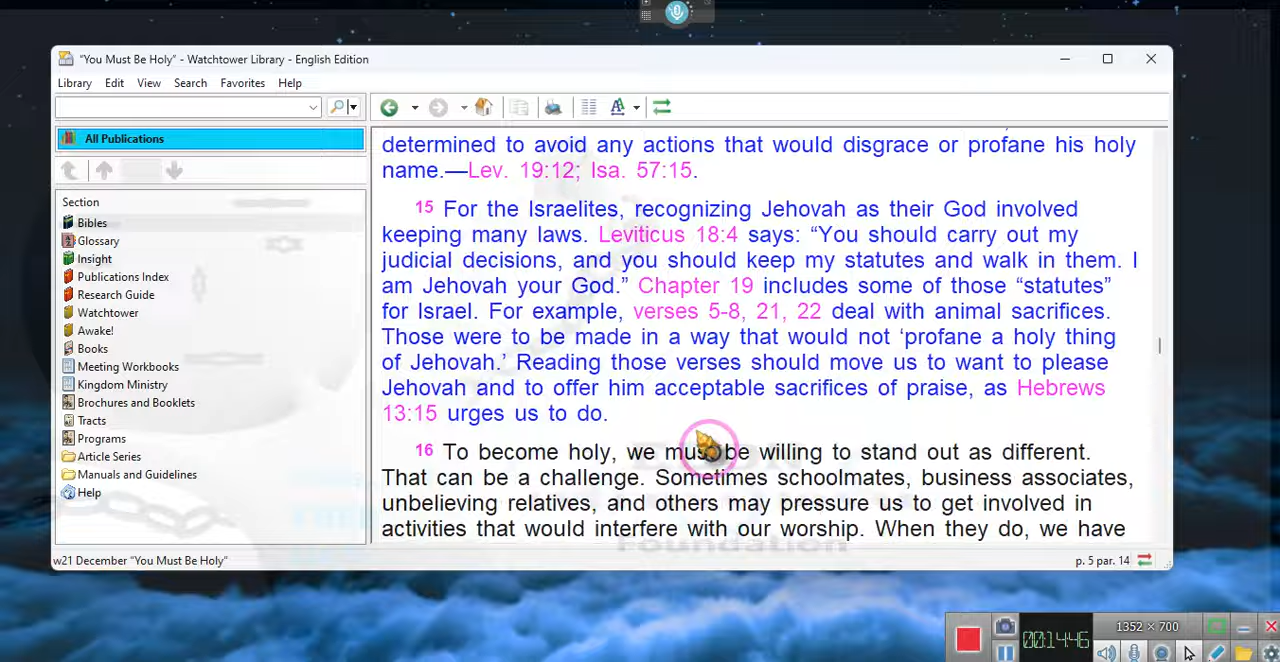 "You Must Be Holy" - Watchtower Library - English Edition
Library Edit View Search Favorites Help
All Publications
Section
Bibles
Glossary
Insight
Publications Index
Research Guide
Watchtower
Awake!
Books
Meeting Workbooks
Kingdom Ministry
Brochures and Booklets
Tracts
Programs
Article Series
Manuals and Guidelines
Help
determined to avoid any actions that would disgrace or profane his holy
name.—Lev. 19:12; Isa. 57:15.
15 For the Israelites, recognizing Jehovah as their God involved
keeping many laws. Leviticus 18:4 says: “You should carry out my
judicial decisions, and you should keep my statutes and walk in them. I
am Jehovah your God.” Chapter 19 includes some of those “statutes”
for Israel. For example, verses 5-8, 21, 22 deal with animal sacrifices.
Those were to be made in a way that would not ‘profane a holy thing
of Jehovah.’ Reading those verses should move us to want to please
Jehovah and to offer him acceptable sacrifices of praise, as Hebrews
13:15 urges us to do.
16 To become holy, we must be willing to stand out as different.
That can be a challenge. Sometimes schoolmates, business associates,
unbelieving relatives, and others may pressure us to get involved in
activities that would interfere with our worship. When they do, we have
Foundation
w21 December “You Must Be Holy”
p. 5 par. 14
1352 × 700
00:14:46